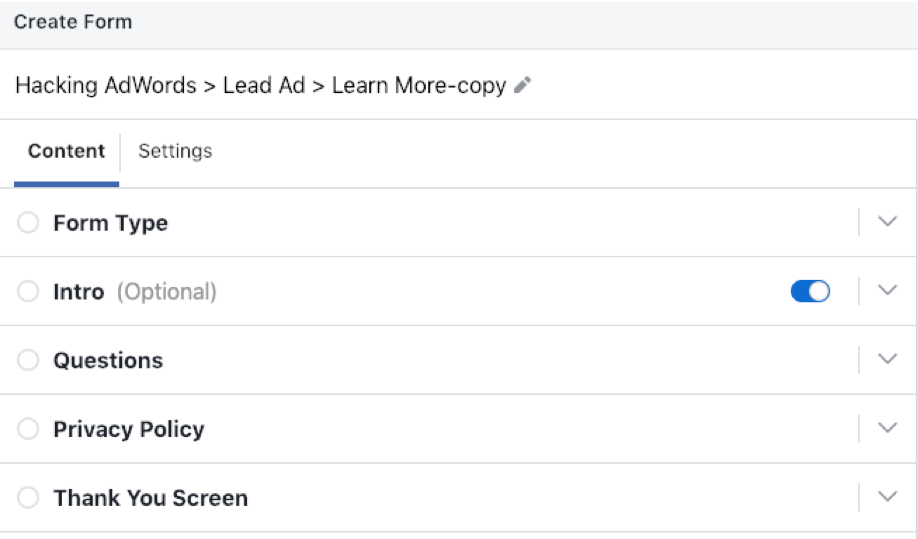 Create Form
Hacking AdWords > Lead Ad > Learn More-copy
Content Settings
Form Type
Intro (Optional)
Questions
Privacy Policy
Thank You Screen